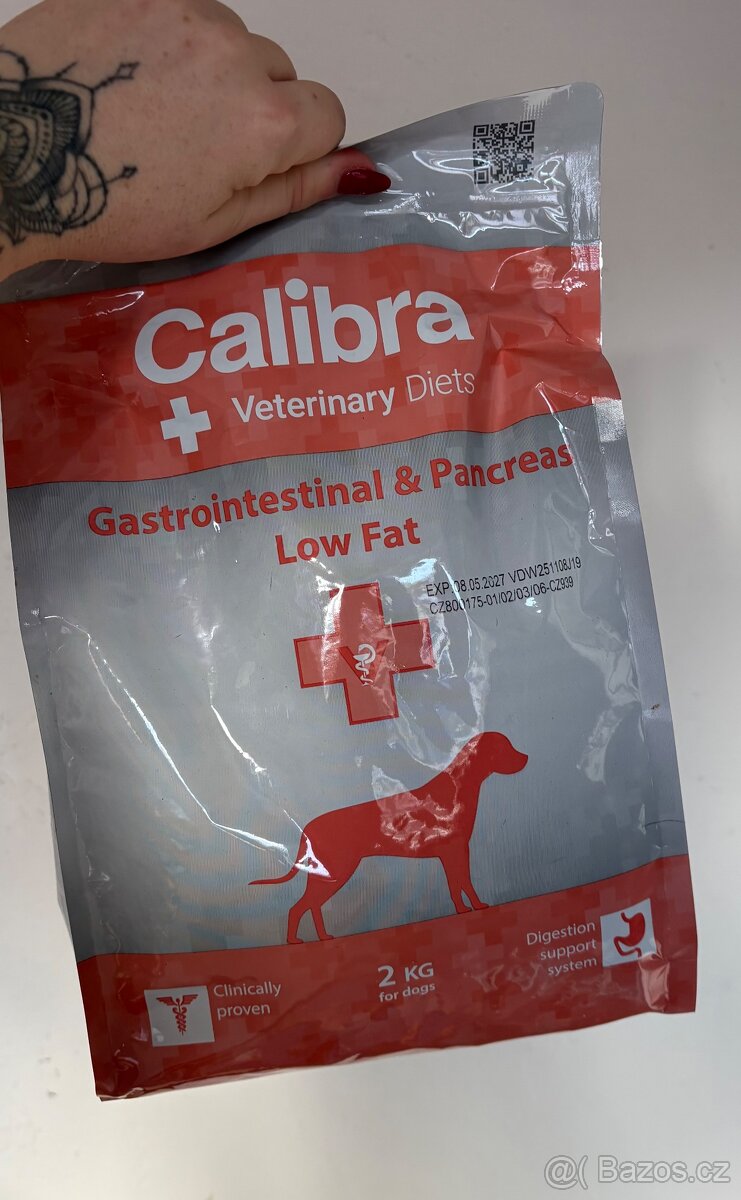 Calibra
Veterinary Diets
Gastrointestinal & Pancreas
Low Fat
EXP.08.05.2027 VDW251108J19
CZ800175-01/02/03/06-CZ939
Clinically
proven
2 KG
for dogs
Digestion
support
system
@( Bazos.cz